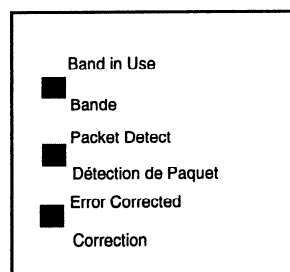 Band in Use
Bande
Packet Detect
Détection de Paquet
Error Corrected
Correction